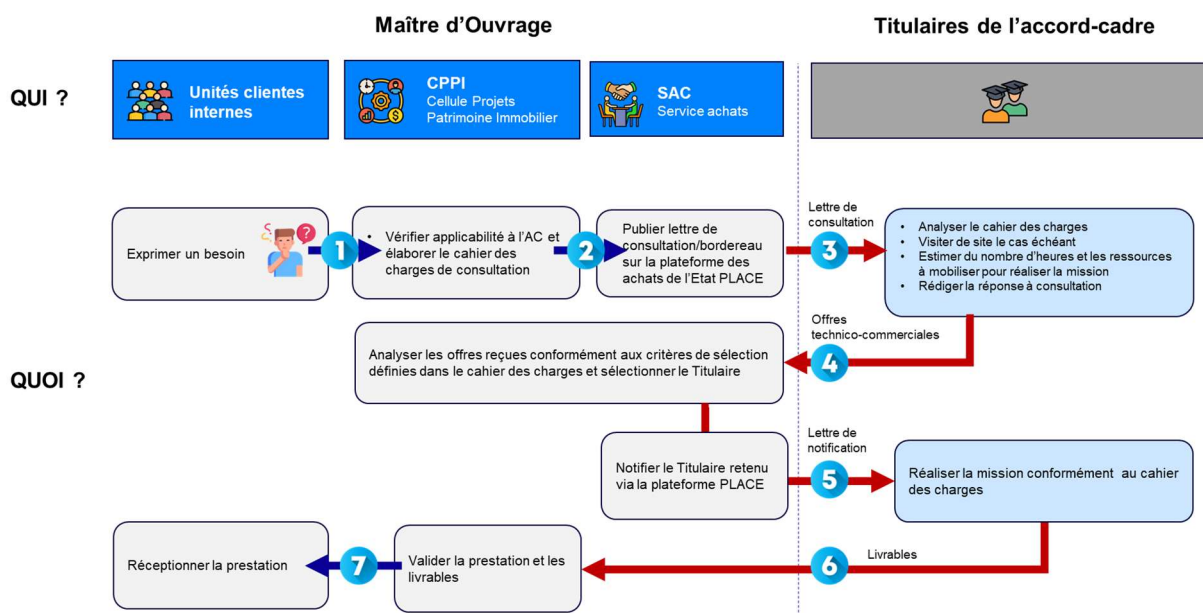 Maître d’Ouvrage
Titulaires de l’accord-cadre
QUI ?
Unités clientes
internes
CPPI
Cellule Projets
Patrimoine Immobilier
SAC
Service achats
Exprimer un besoin
?
1
• Vérifier applicabilité à l’AC et
élaborer le cahier des
charges de consultation
2
Publier lettre de
consultation/bordereau
sur la plateforme des
achats de l’Etat PLACE
Lettre de
consultation
3
• Analyser le cahier des charges
• Visiter de site le cas échéant
• Estimer du nombre d’heures et les ressources
à mobiliser pour réaliser la mission
• Rédiger la réponse à consultation
Offres
technico-commerciales
4
QUOI ?
Analyser les offres reçues conformément aux critères de sélection
définies dans le cahier des charges et sélectionner le Titulaire
Notifier le Titulaire retenu
via la plateforme PLACE
Lettre de
notification
5
Réaliser la mission conformément au cahier
des charges
Livrables
6
Valider la prestation et les
livrables
7
Réceptionner la prestation